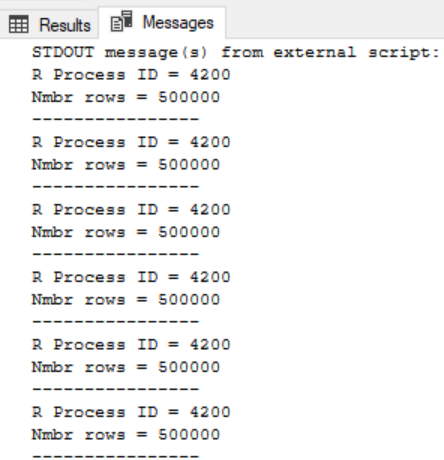 Results
Messages
STDOUT message(s) from external script:
R Process ID = 4200
Nmbr rows = 500000
----------------
R Process ID = 4200
Nmbr rows = 500000
----------------
R Process ID = 4200
Nmbr rows = 500000
----------------
R Process ID = 4200
Nmbr rows = 500000
----------------
R Process ID = 4200
Nmbr rows = 500000
----------------
R Process ID = 4200
Nmbr rows = 500000
----------------